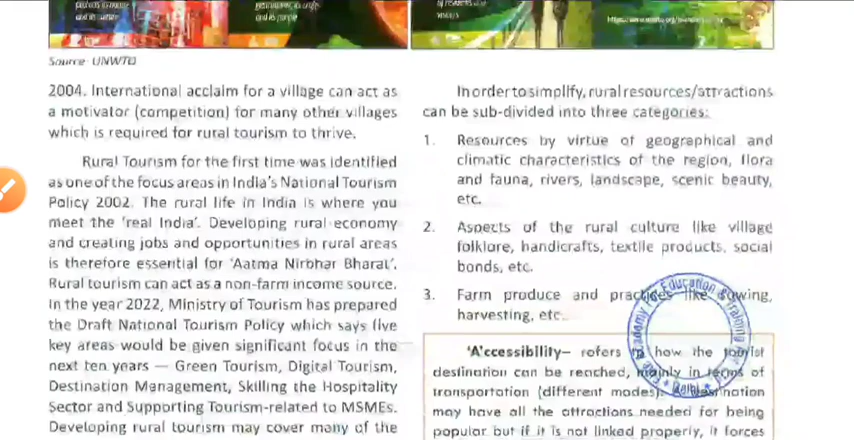 https://www.unwto.org/
visitors
Source: UNWTO
2004. International acclaim for a village can act as
a motivator (competition) for many other villages
which is required for rural tourism to thrive.
Rural Tourism for the first time was identified
as one of the focus areas in India's National Tourism
Policy 2002. The rural life in India is where you
meet the 'real India'. Developing rural economy
and creating jobs and opportunities in rural areas
is therefore essential for 'Aatma Nirbhar Bharat'.
Rural tourism can act as a non-farm income source.
In the year 2022, Ministry of Tourism has prepared
the Draft National Tourism Policy which says five
key areas would be given significant focus in the
next ten years — Green Tourism, Digital Tourism,
Destination Management, Skilling the Hospitality
Sector and Supporting Tourism-related to MSMEs.
Developing rural tourism may cover many of the
In order to simplify, rural resources/attractions
can be sub-divided into three categories:
1. Resources by virtue of geographical and
climatic characteristics of the region, flora
and fauna, rivers, landscape, scenic beauty,
etc.
2. Aspects of the rural culture like village
folklore, handicrafts, textile products, social
bonds, etc.
3. Farm produce and practices like sowing,
harvesting, etc.
'A'ccessibility– refers to how the tourist
destination can be reached, mainly in terms of
transportation (different modes). A destination
may have all the attractions needed for being
popular but if it is not linked properly, it forces
Academy Education & Training For
Delhi